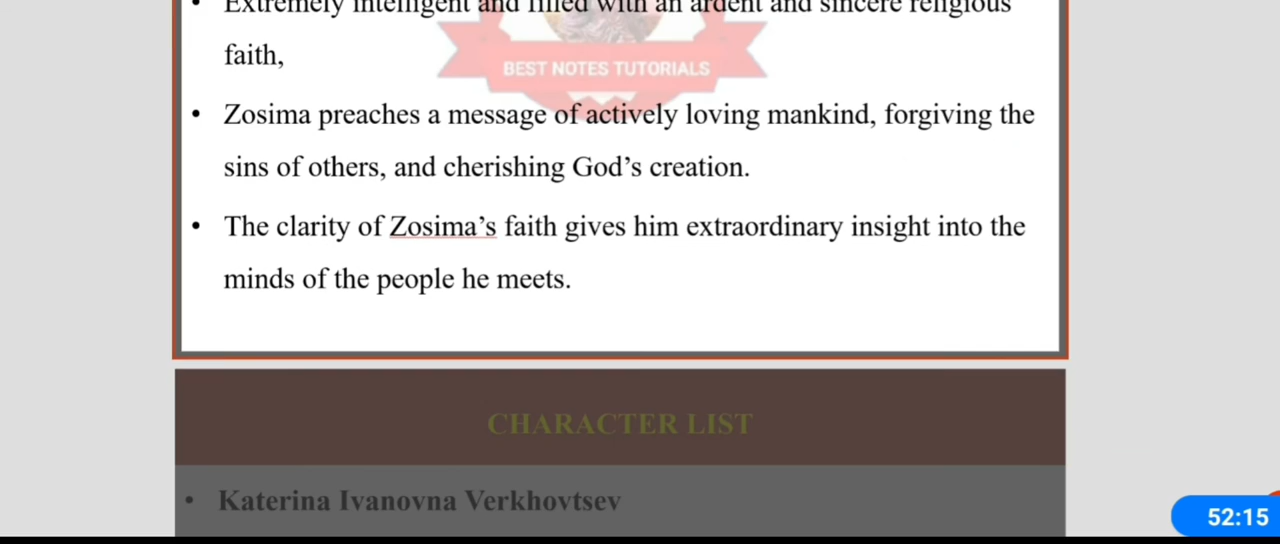 • Extremely intelligent and filled with an ardent and sincere religious
faith,
BEST NOTES TUTORIALS
• Zosima preaches a message of actively loving mankind, forgiving the
sins of others, and cherishing God’s creation.
• The clarity of Zosima’s faith gives him extraordinary insight into the
minds of the people he meets.
CHARACTER LIST
• Katerina Ivanovna Verkhovtsev
52:15